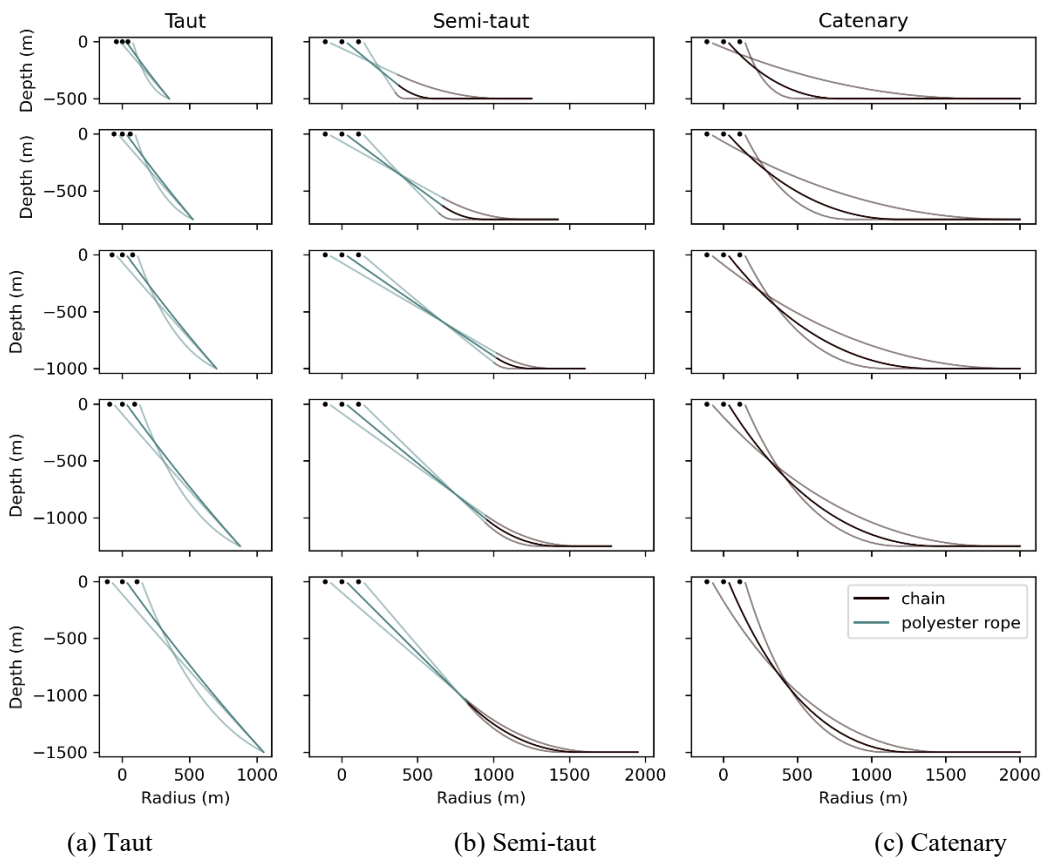 Taut Semi-taut Catenary
Depth (m) 0 −500
Depth (m) 0 −500
Depth (m) 0 −500 −1000
Depth (m) 0 −500 −1000
Depth (m) 0 −500 −1000 −1500
chain
polyester rope
0 500 1000 0 500 1000 1500 2000 0 500 1000 1500 2000
Radius (m) Radius (m) Radius (m)
(a) Taut (b) Semi-taut (c) Catenary